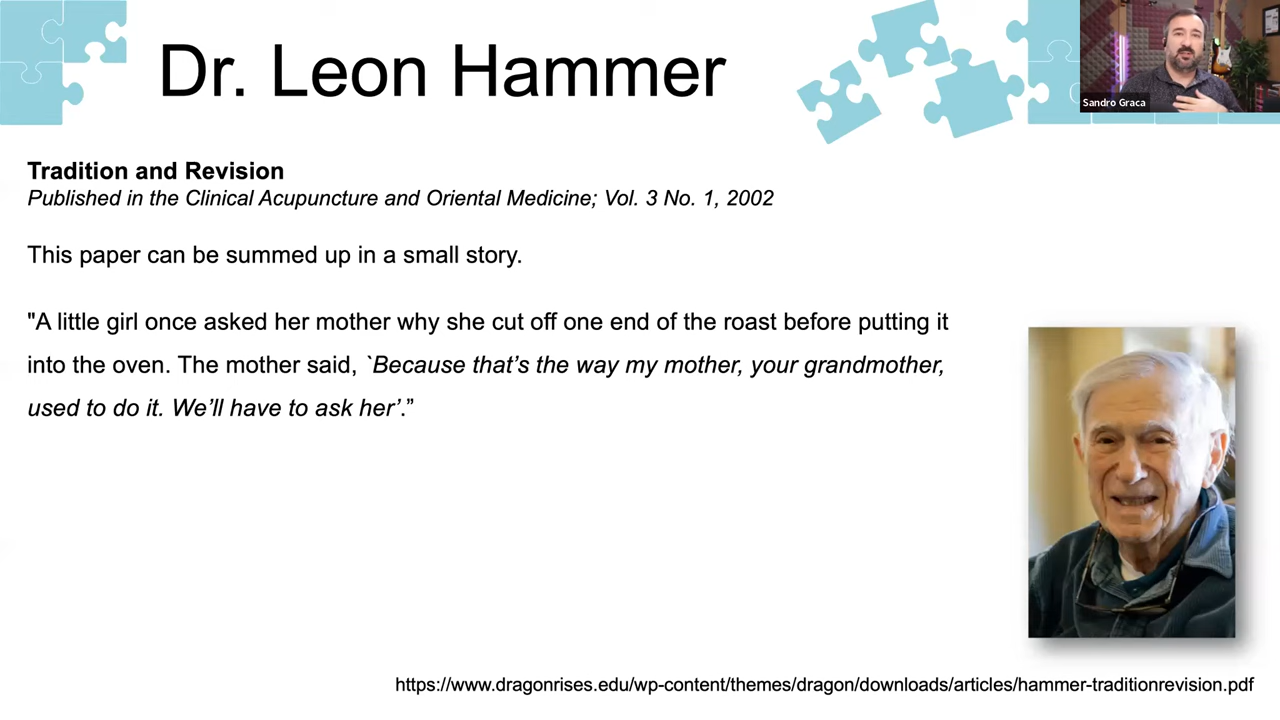 Dr. Leon Hammer
Sandro Graca
Tradition and Revision
Published in the Clinical Acupuncture and Oriental Medicine; Vol. 3 No. 1, 2002
This paper can be summed up in a small story.
"A little girl once asked her mother why she cut off one end of the roast before putting it
into the oven. The mother said, `Because that’s the way my mother, your grandmother,
used to do it. We’ll have to ask her’.”
https://www.dragonrises.edu/wp-content/themes/dragon/downloads/articles/hammer-traditionrevision.pdf